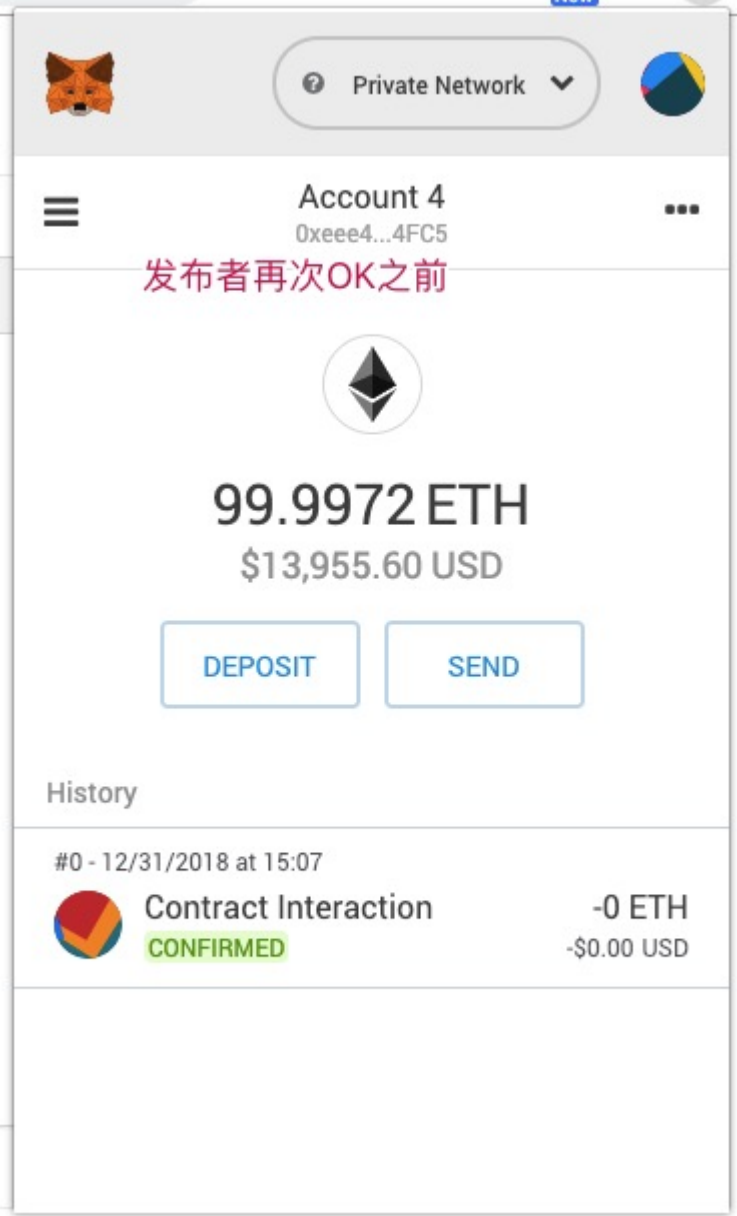 Private Network
Account 4
0xeee4...4FC5
发布者再次OK之前
99.9972 ETH
$13,955.60 USD
DEPOSIT
SEND
History
#0 - 12/31/2018 at 15:07
Contract Interaction
-0 ETH
CONFIRMED
-$0.00 USD